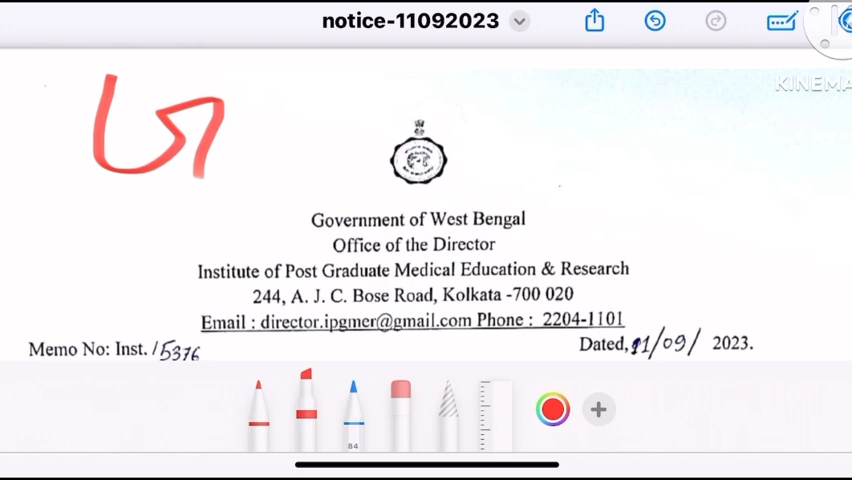 notice-11092023
KINEMA
Government of West Bengal
Office of the Director
Institute of Post Graduate Medical Education & Research
244, A. J. C. Bose Road, Kolkata -700 020
Email : director.ipgmer@gmail.com Phone : 2204-1101
Memo No: Inst. /5376
Dated, 11/09/ 2023.
84